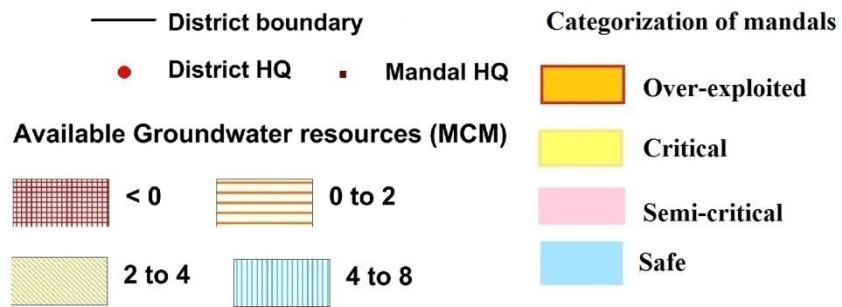 District boundary
District HQ
Mandal HQ
Available Groundwater resources (MCM)
< 0
0 to 2
2 to 4
4 to 8
Categorization of mandals
Over-exploited
Critical
Semi-critical
Safe